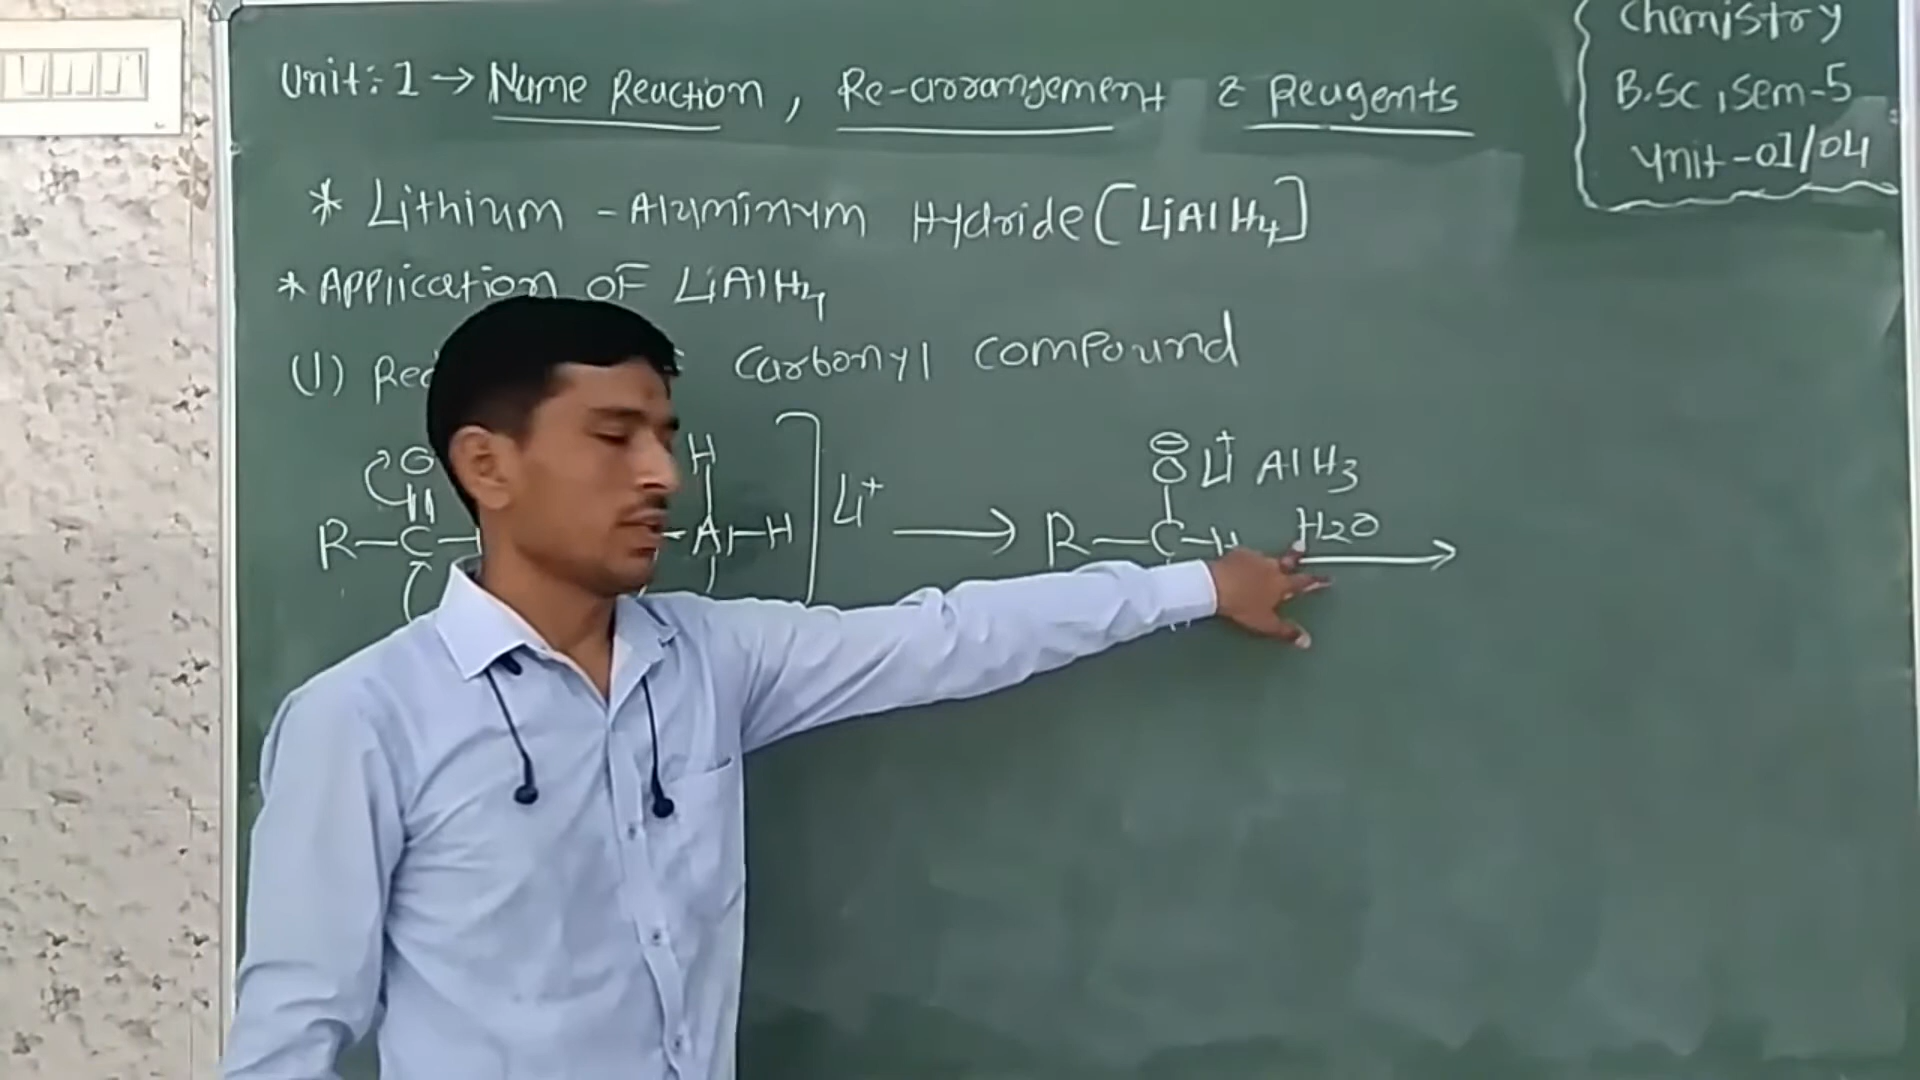 Unit:1 → Name Reaction, Re-arrangement & Reagents
Chemistry
B.Sc, Sem-5
Unit-01/04
* Lithium-Aluminum Hydride [LiAlH4]
* Application OF LiAlH4
(1) Carbonyl compound
O H ⊖
R-C- Al-H ] Li+ → R-C-H
O Li+ AlH3
H2O →